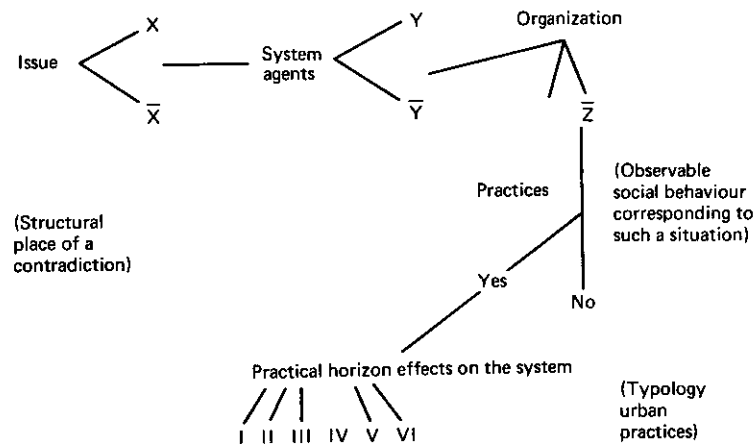 Issue
X
X̅
System
agents
Y
Y̅
Organization
Z̅
Practices
(Observable
social behaviour
corresponding to
such a situation)
(Structural
place of a
contradiction)
Yes
No
Practical horizon effects on the system
I II III IV V VI
(Typology
urban
practices)